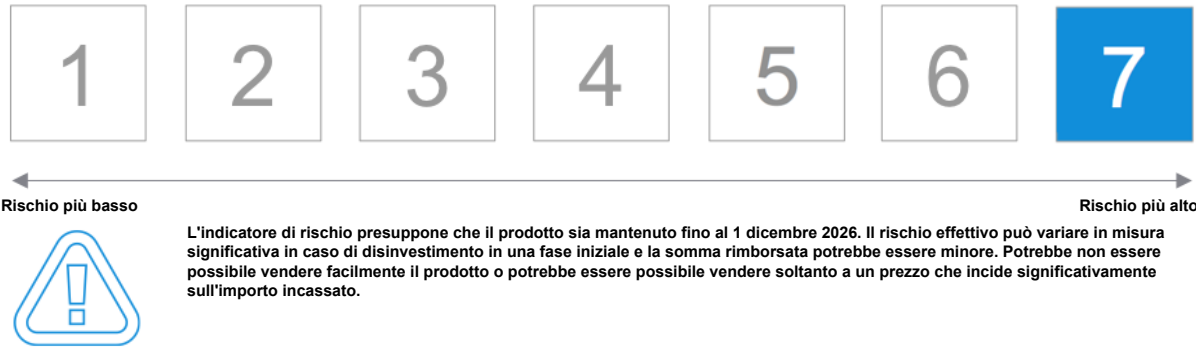 1 2 3 4 5 6 7
Rischio più basso Rischio più alto
L'indicatore di rischio presuppone che il prodotto sia mantenuto fino al 1 dicembre 2026. Il rischio effettivo può variare in misura
significativa in caso di disinvestimento in una fase iniziale e la somma rimborsata potrebbe essere minore. Potrebbe non essere
possibile vendere facilmente il prodotto o potrebbe essere possibile vendere soltanto a un prezzo che incide significativamente
sull'importo incassato.